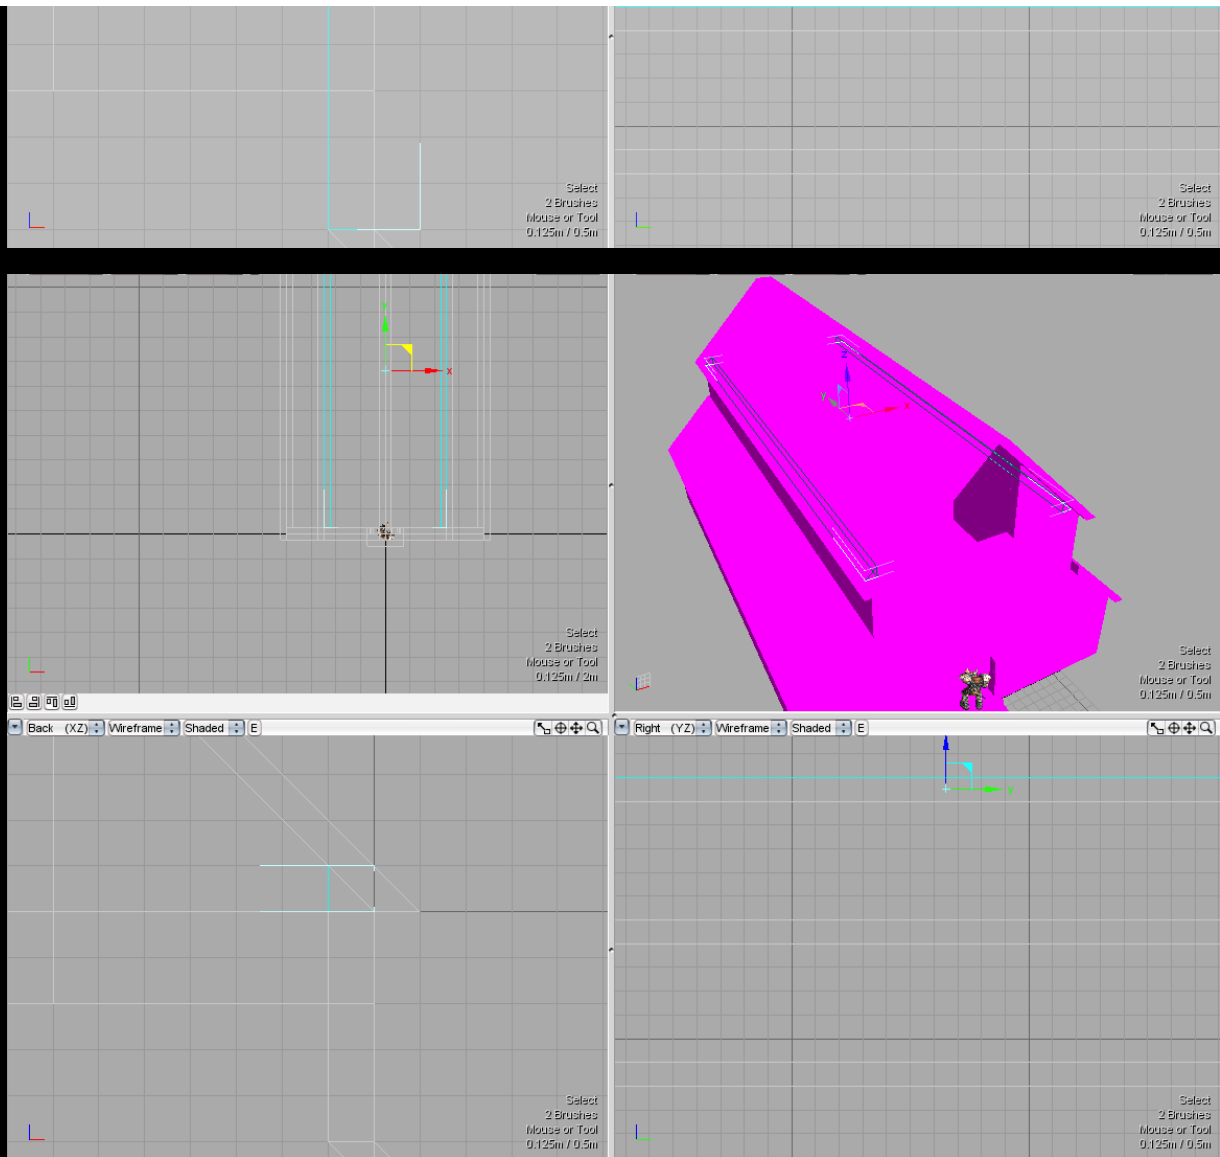 Select
2 Brushes
Mouse or Tool
0.125m / 0.5m
Select
2 Brushes
Mouse or Tool
0.125m / 0.5m
Y
X
Select
2 Brushes
Mouse or Tool
0.125m / 2m
Z
Y
X
Select
2 Brushes
Mouse or Tool
0.125m / 0.5m
Back (XZ) Wireframe Shaded E
Right (YZ) Wireframe Shaded E
Y
Select
2 Brushes
Mouse or Tool
0.125m / 0.5m
Select
2 Brushes
Mouse or Tool
0.125m / 0.5m